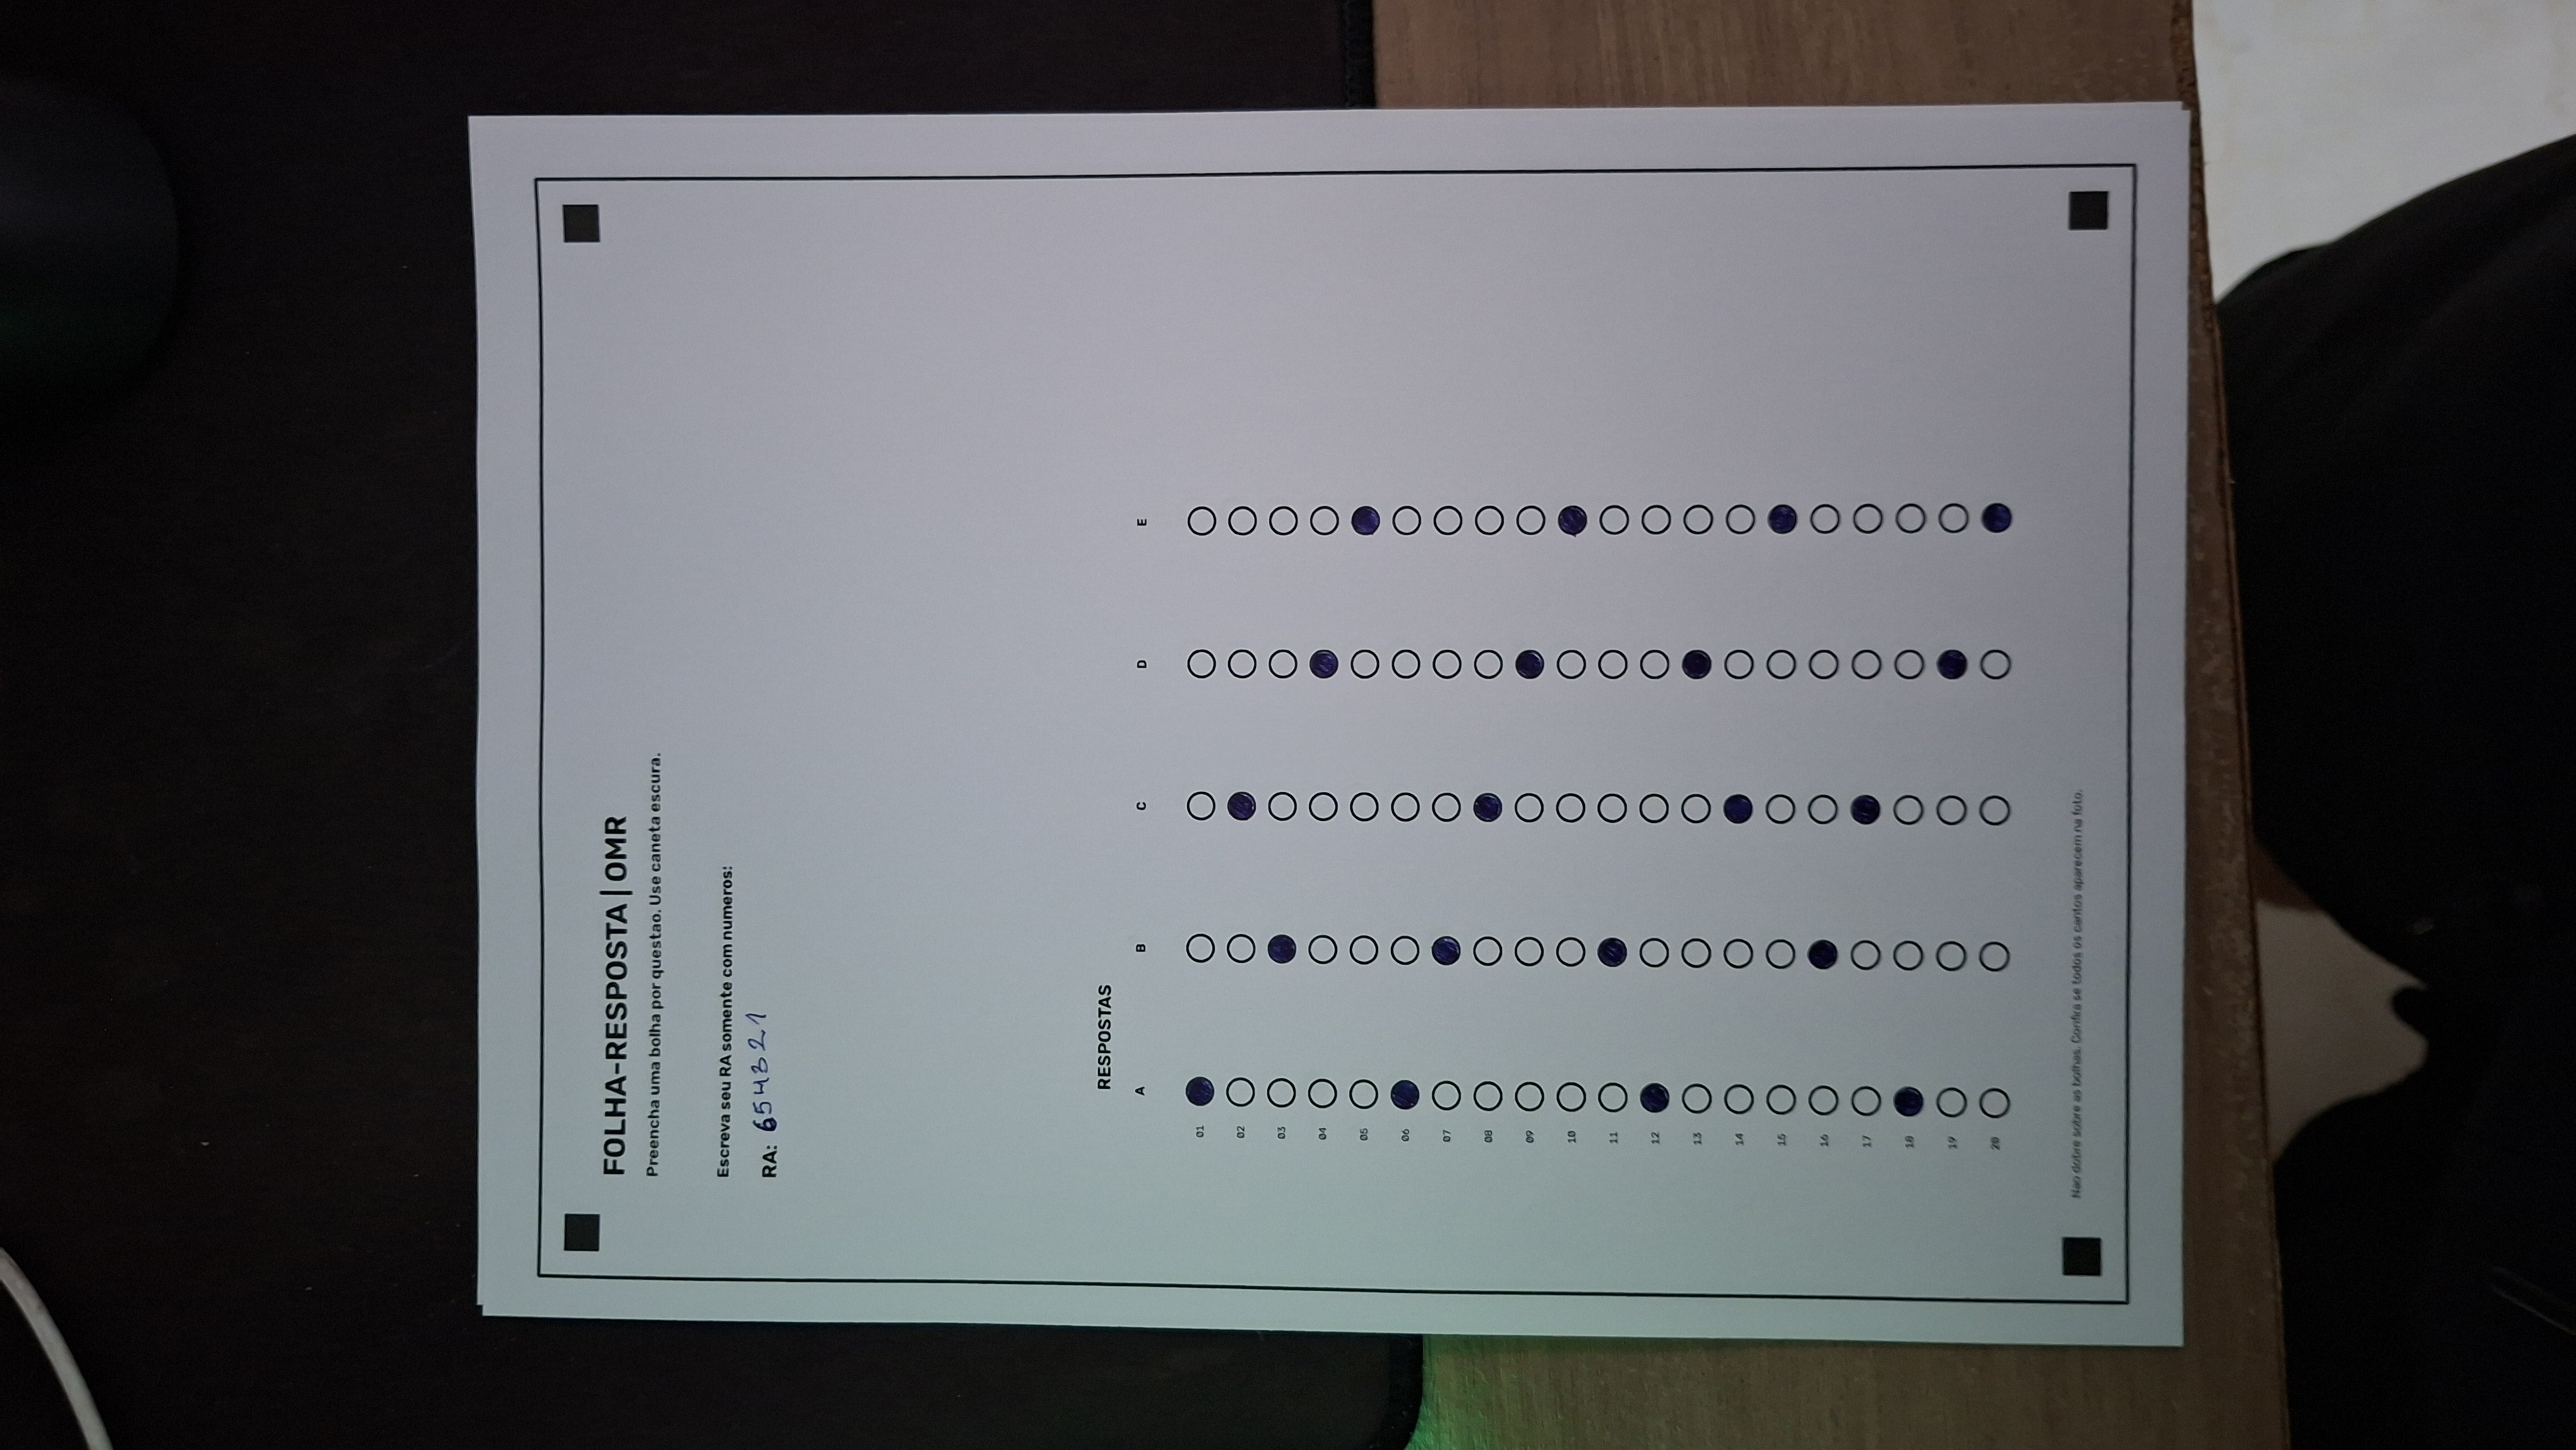 FOLHA-RESPOSTA | OMR
Preencha uma bolha por questao. Use caneta escura.
Escreva seu RA somente com numeros:
RA: 654321
RESPOSTAS
A B C D E
01
02
03
04
05
06
07
08
09
10
11
12
13
14
15
16
17
18
19
20
Nao dobre sobre as bolhas. Confira se todos os cantos aparecem na foto.